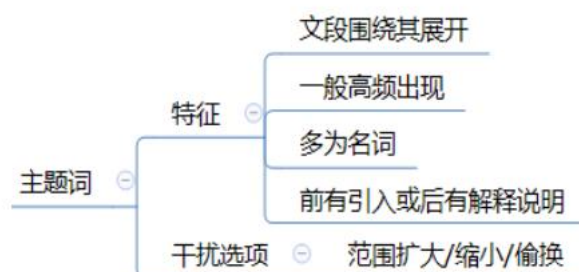 文段围绕其展开
一般高频出现
特征
多为名词
主题词
前有引入或后有解释说明
干扰选项
范围扩大/缩小/偷换